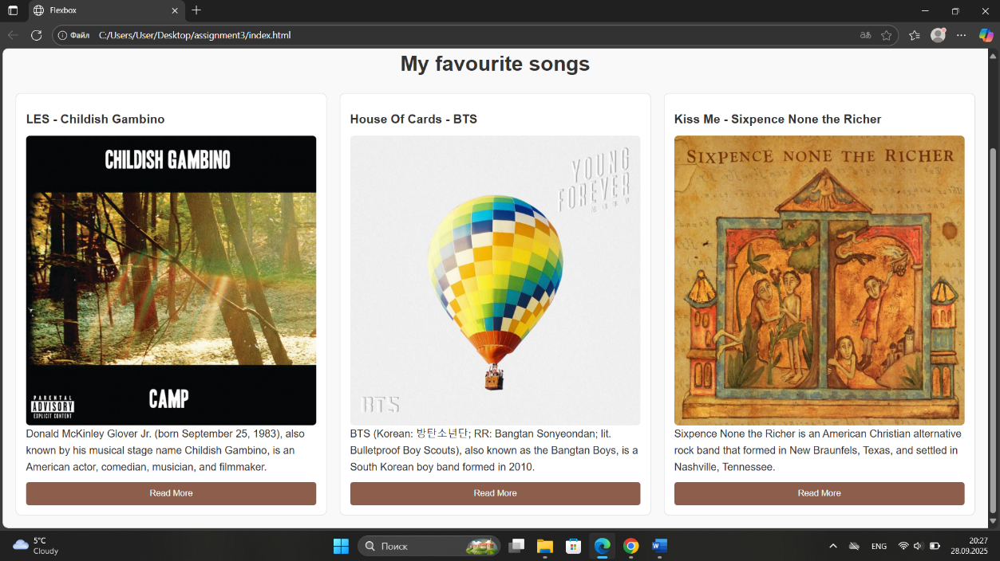 Flexbox
Файл C:/Users/User/Desktop/assignment3/index.html
My favourite songs
LES - Childish Gambino
CHILDISH GAMBINO
PARENTAL
ADVISORY
EXPLICIT CONTENT
CAMP
Donald McKinley Glover Jr. (born September 25, 1983), also
known by his musical stage name Childish Gambino, is an
American actor, comedian, musician, and filmmaker.
Read More
House Of Cards - BTS
YOUNG
FOREVER
BTS
BTS (Korean: 방탄소년단; RR: Bangtan Sonyeondan; lit.
Bulletproof Boy Scouts), also known as the Bangtan Boys, is a
South Korean boy band formed in 2010.
Read More
Kiss Me - Sixpence None the Richer
SIXPENCE NONE THE RICHER
Sixpence None the Richer is an American Christian alternative
rock band that formed in New Braunfels, Texas, and settled in
Nashville, Tennessee.
Read More
5°C
Cloudy
Поиск
ENG
20:27
28.09.2025